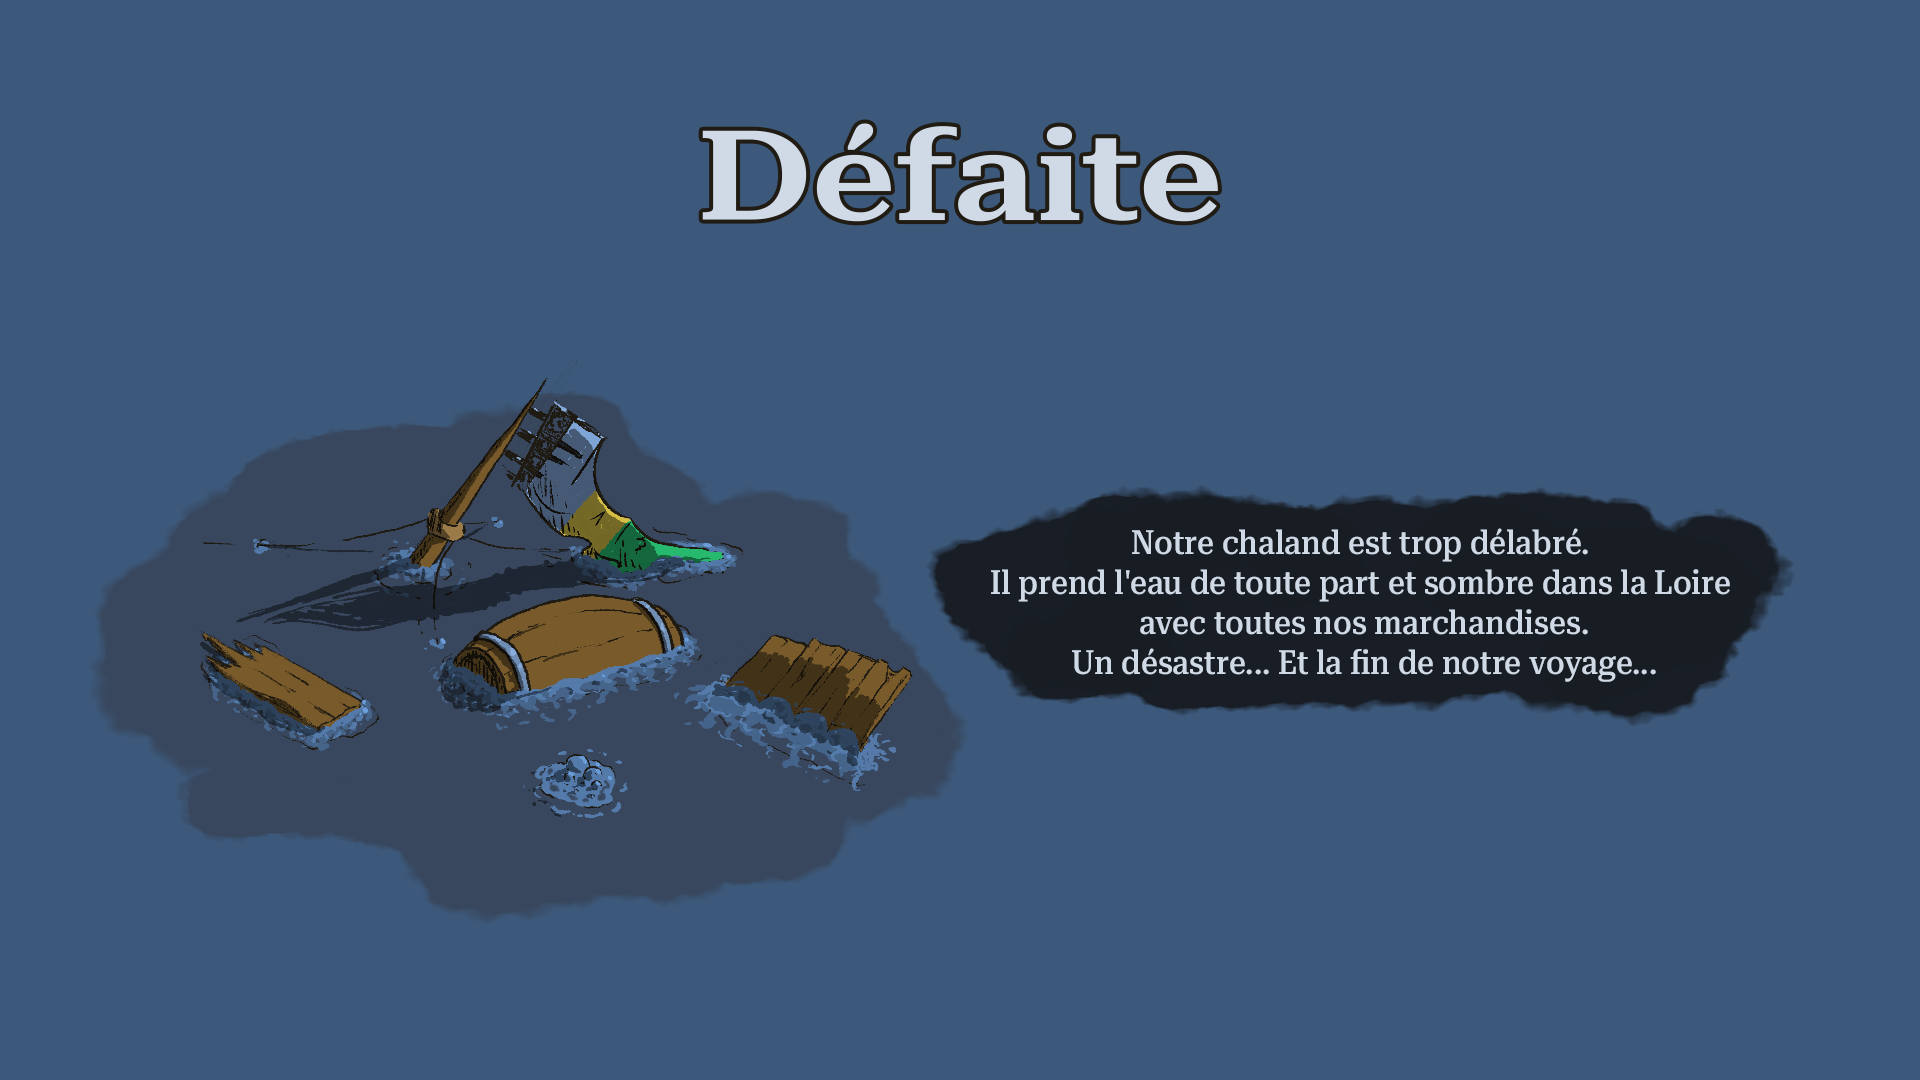 Défaite
Notre chaland est trop délabré.
Il prend l'eau de toute part et sombre dans la Loire
avec toutes nos marchandises.
Un désastre... Et la fin de notre voyage...